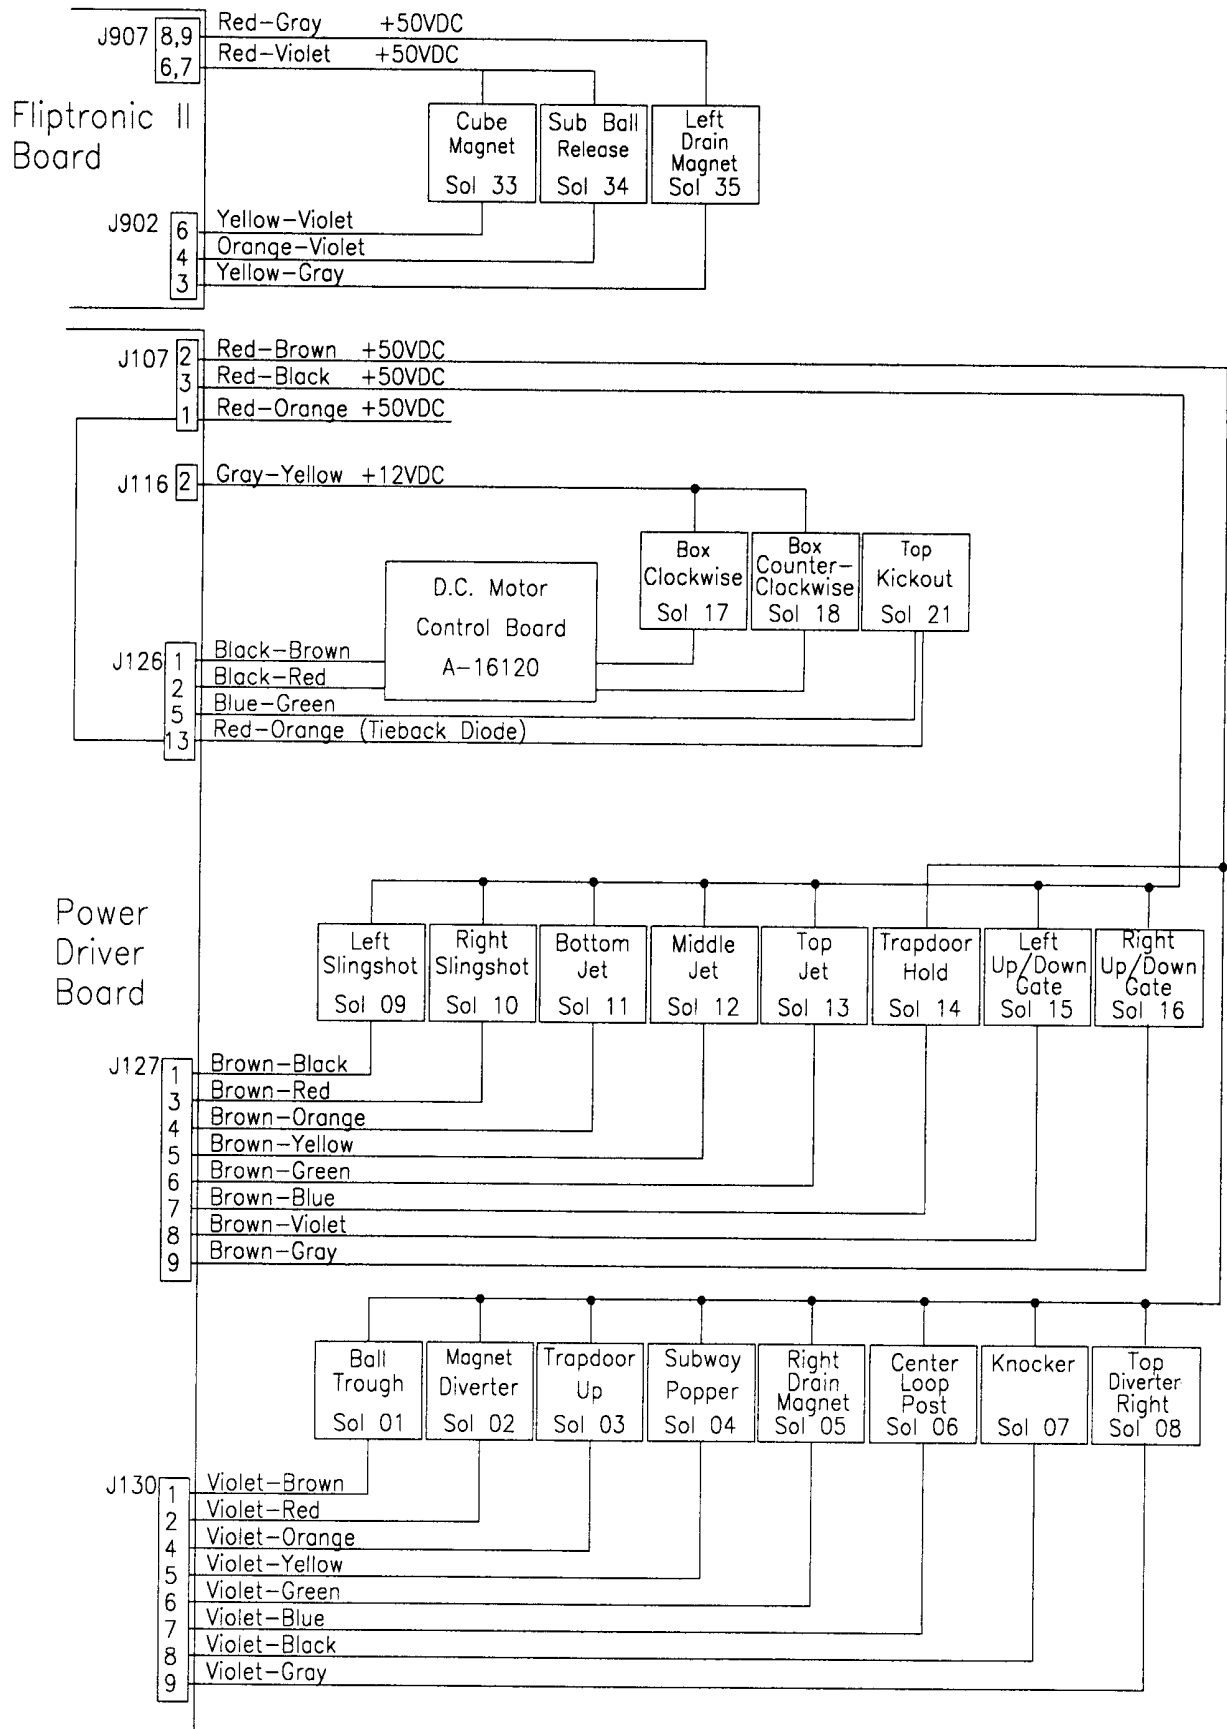 J907 8,9 Red-Gray +50VDC
6,7 Red-Violet +50VDC
Fliptronic II
Board
Cube
Magnet
Sol 33
Sub Ball
Release
Sol 34
Left
Drain
Magnet
Sol 35
J902 6 Yellow-Violet
4 Orange-Violet
3 Yellow-Gray
J107 2 Red-Brown +50VDC
3 Red-Black +50VDC
1 Red-Orange +50VDC
J116 2 Gray-Yellow +12VDC
Box
Clockwise
Sol 17
Box
Counter-
Clockwise
Sol 18
Top
Kickout
Sol 21
D.C. Motor
Control Board
A-16120
J126 1 Black-Brown
2 Black-Red
5 Blue-Green
13 Red-Orange (Tieback Diode)
Power
Driver
Board
Left
Slingshot
Sol 09
Right
Slingshot
Sol 10
Bottom
Jet
Sol 11
Middle
Jet
Sol 12
Top
Jet
Sol 13
Trapdoor
Hold
Sol 14
Left
Up/Down
Gate
Sol 15
Right
Up/Down
Gate
Sol 16
J127 1 Brown-Black
3 Brown-Red
4 Brown-Orange
5 Brown-Yellow
6 Brown-Green
7 Brown-Blue
8 Brown-Violet
9 Brown-Gray
Ball
Trough
Sol 01
Magnet
Diverter
Sol 02
Trapdoor
Up
Sol 03
Subway
Popper
Sol 04
Right
Drain
Magnet
Sol 05
Center
Loop
Post
Sol 06
Knocker
Sol 07
Top
Diverter
Right
Sol 08
J130 1 Violet-Brown
2 Violet-Red
4 Violet-Orange
5 Violet-Yellow
6 Violet-Green
7 Violet-Blue
8 Violet-Black
9 Violet-Gray